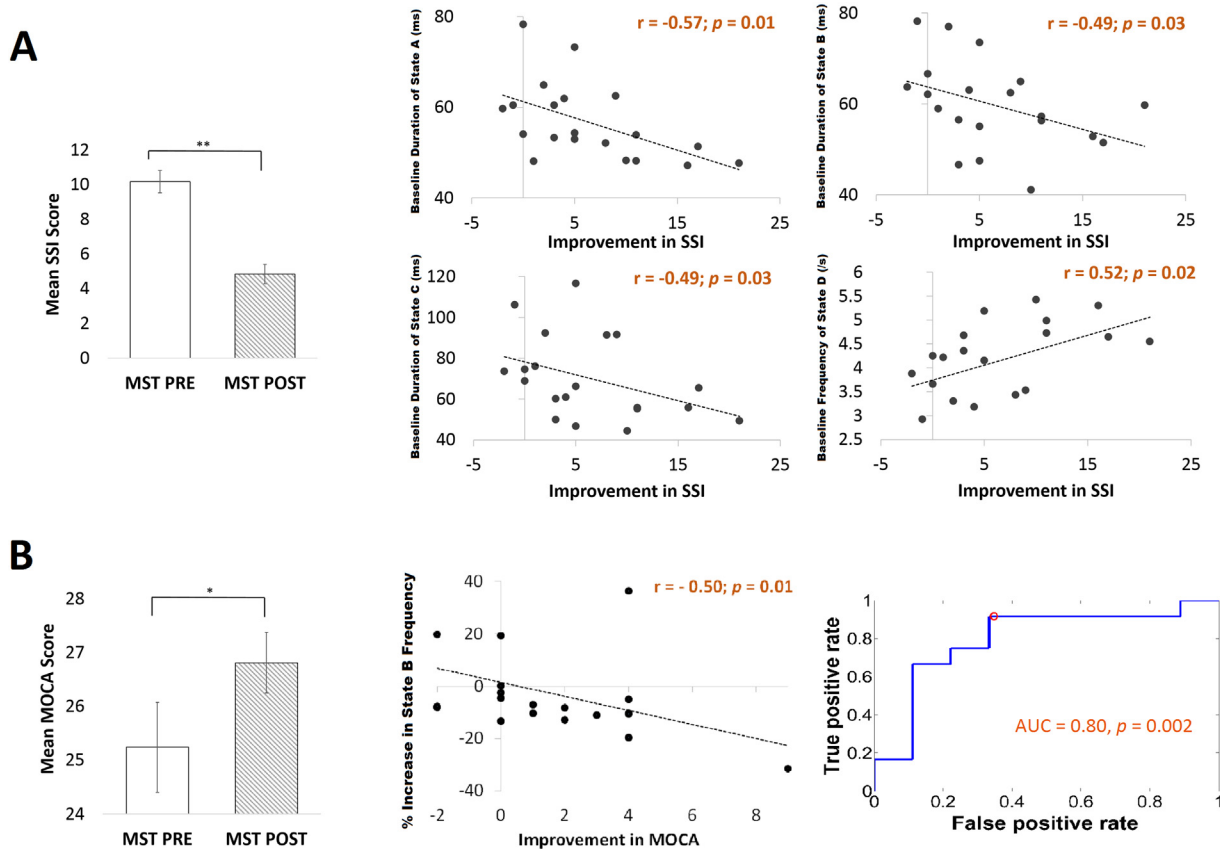 A
Mean SSI Score
12
10
8
6
4
2
0
**
MST PRE
MST POST
Baseline Duration of State A (ms)
80
60
40
r = -0.57; p = 0.01
-5
5
15
25
Improvement in SSI
Baseline Duration of State B (ms)
80
60
40
r = -0.49; p = 0.03
-5
5
15
25
Improvement in SSI
Baseline Duration of State C (ms)
120
100
80
60
40
r = -0.49; p = 0.03
-5
5
15
25
Improvement in SSI
Baseline Frequency of State D (/s)
6
5.5
5
4.5
4
3.5
3
2.5
r = 0.52; p = 0.02
-5
5
15
25
Improvement in SSI
B
Mean MOCA Score
28
27
26
25
24
*
MST PRE
MST POST
% Increase in State B Frequency
40
20
0
-20
-40
r = - 0.50; p = 0.01
-2
0
2
4
6
8
Improvement in MOCA
True positive rate
1
0.8
0.6
0.4
0.2
0
AUC = 0.80, p = 0.002
0
0.2
0.4
0.6
0.8
1
False positive rate